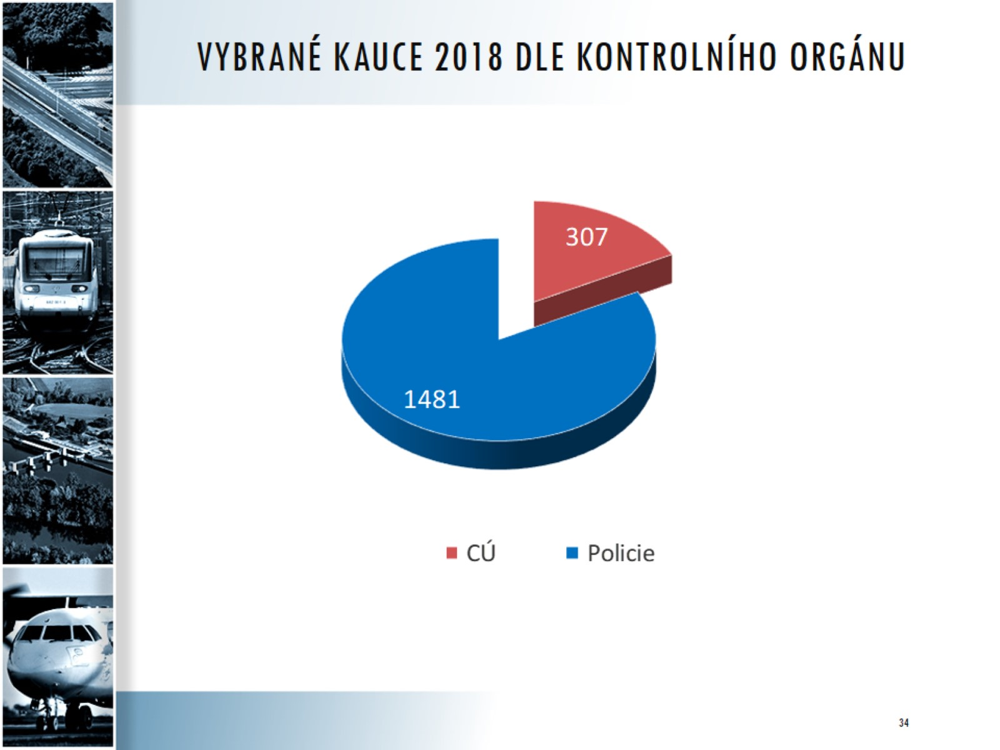 VYBRANÉ KAUCE 2018 DLE KONTROLNÍHO ORGÁNU
307
1481
CÚ
Policie
34